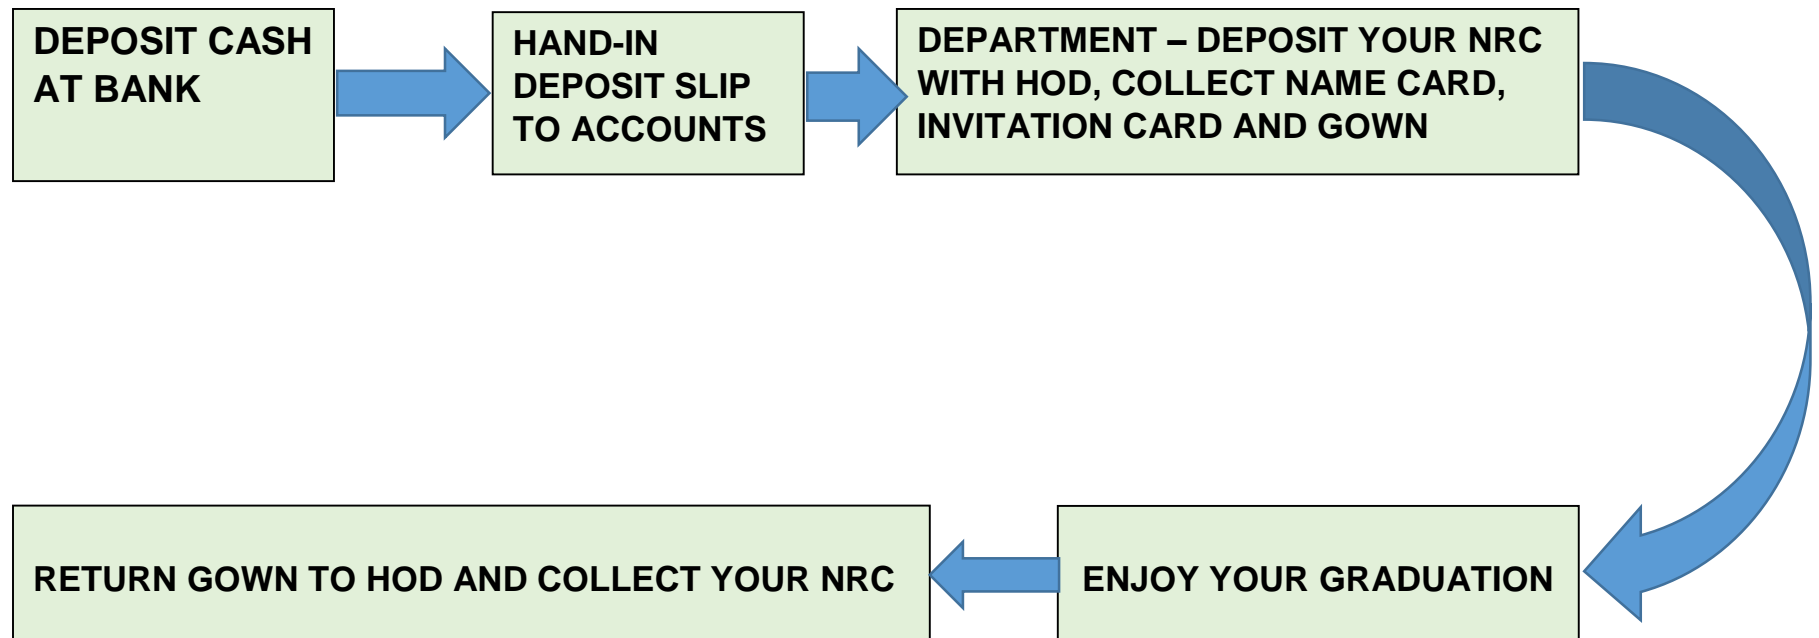 DEPOSIT CASH
AT BANK
HAND-IN
DEPOSIT SLIP
TO ACCOUNTS
DEPARTMENT – DEPOSIT YOUR NRC
WITH HOD, COLLECT NAME CARD,
INVITATION CARD AND GOWN
ENJOY YOUR GRADUATION
RETURN GOWN TO HOD AND COLLECT YOUR NRC